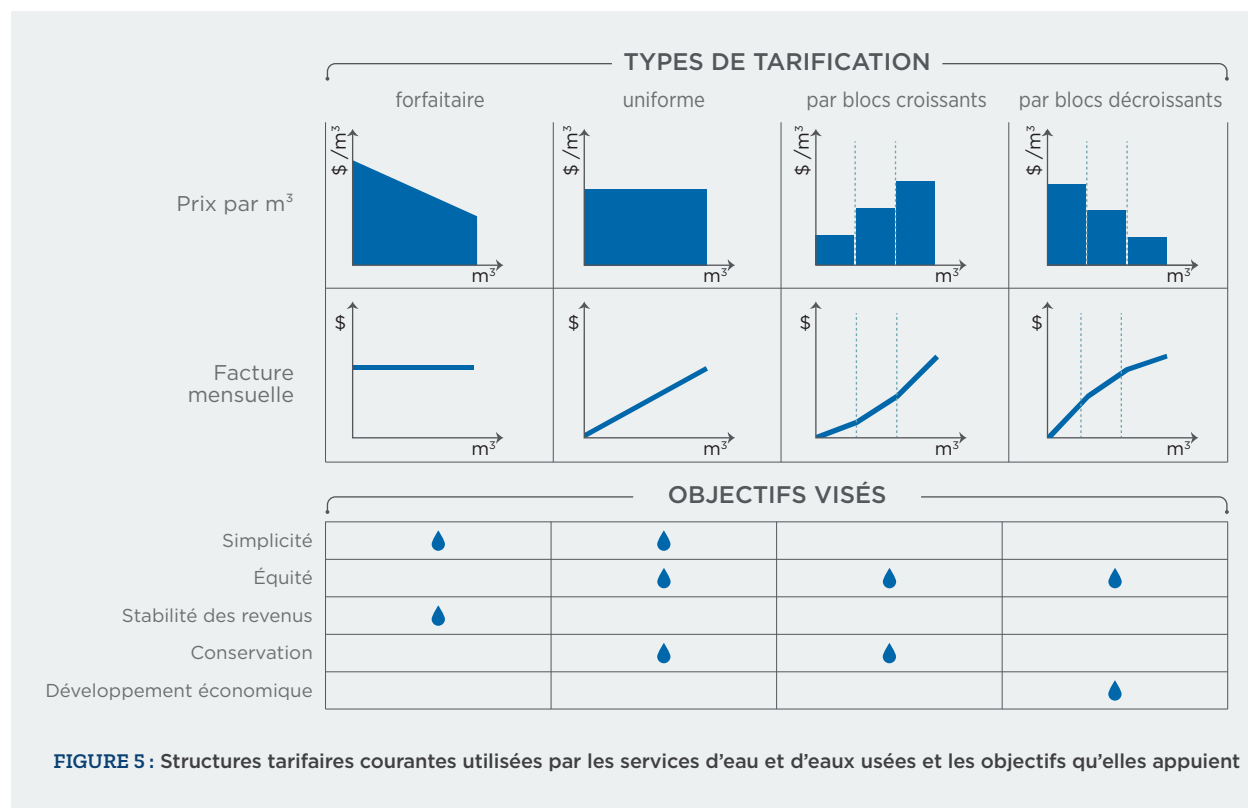 TYPES DE TARIFICATION
forfaitaire
uniforme
par blocs croissants
par blocs décroissants
Prix par m³
$ /m³
m³
$ /m³
m³
$ /m³
m³
$ /m³
m³
Facture
mensuelle
$
m³
$
m³
$
m³
$
m³
OBJECTIFS VISÉS
Simplicité
Équité
Stabilité des revenus
Conservation
Développement économique
FIGURE 5 : Structures tarifaires courantes utilisées par les services d'eau et d'eaux usées et les objectifs qu'elles appuient